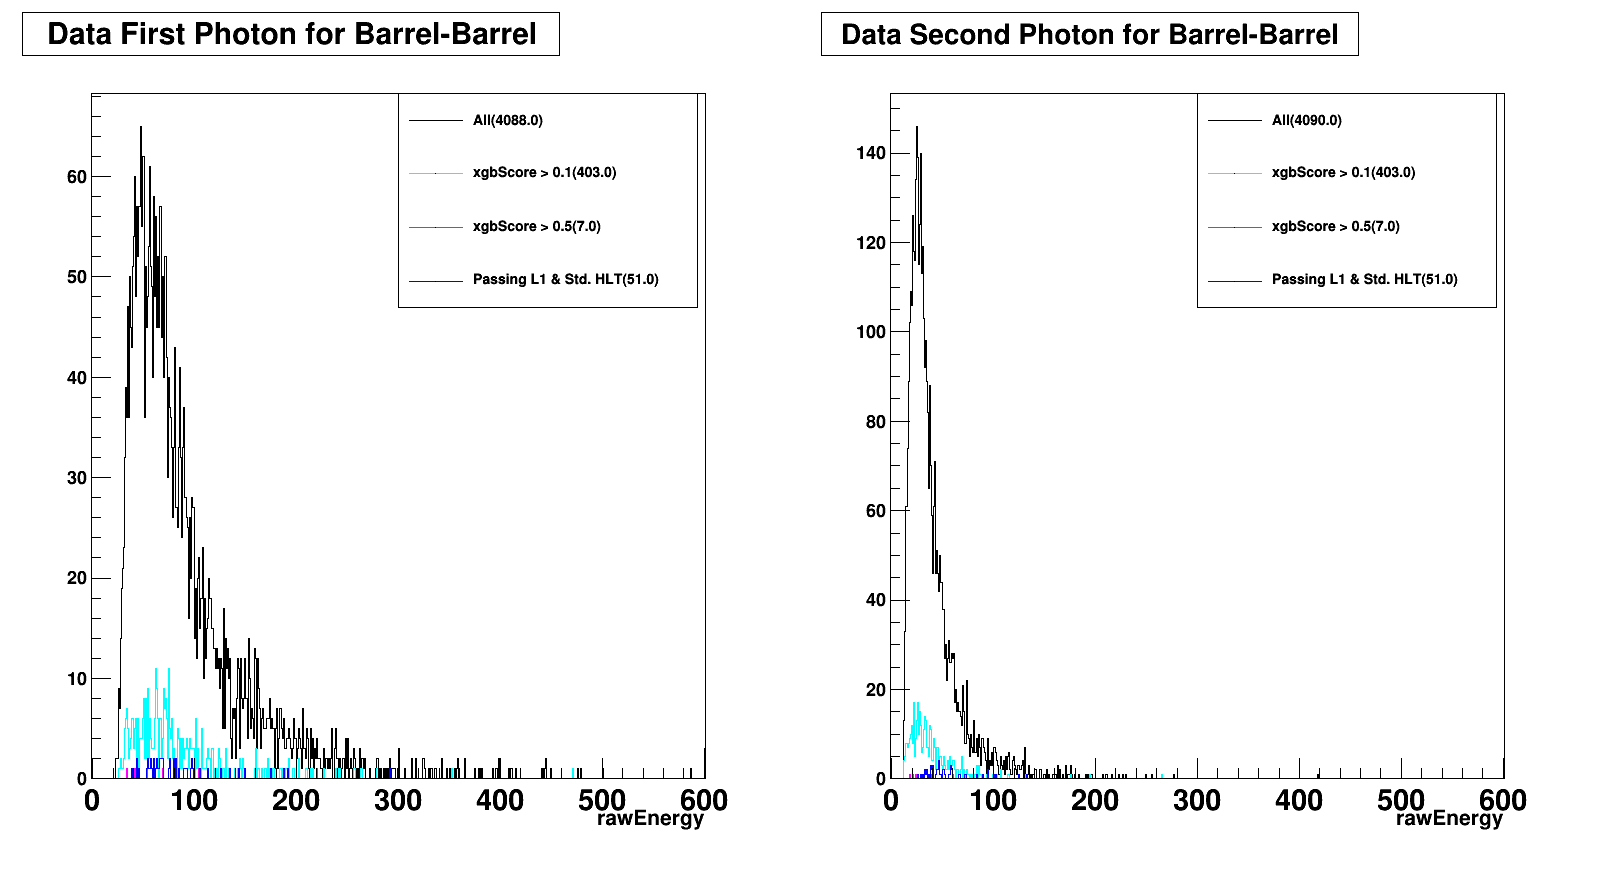 Data First Photon for Barrel-Barrel
All(4088.0)
xgbScore > 0.1(403.0)
xgbScore > 0.5(7.0)
Passing L1 & Std. HLT(51.0)
60
50
40
30
20
10
0
0 100 200 300 400 500 600
rawEnergy
Data Second Photon for Barrel-Barrel
All(4090.0)
xgbScore > 0.1(403.0)
xgbScore > 0.5(7.0)
Passing L1 & Std. HLT(51.0)
140
120
100
80
60
40
20
0
0 100 200 300 400 500 600
rawEnergy